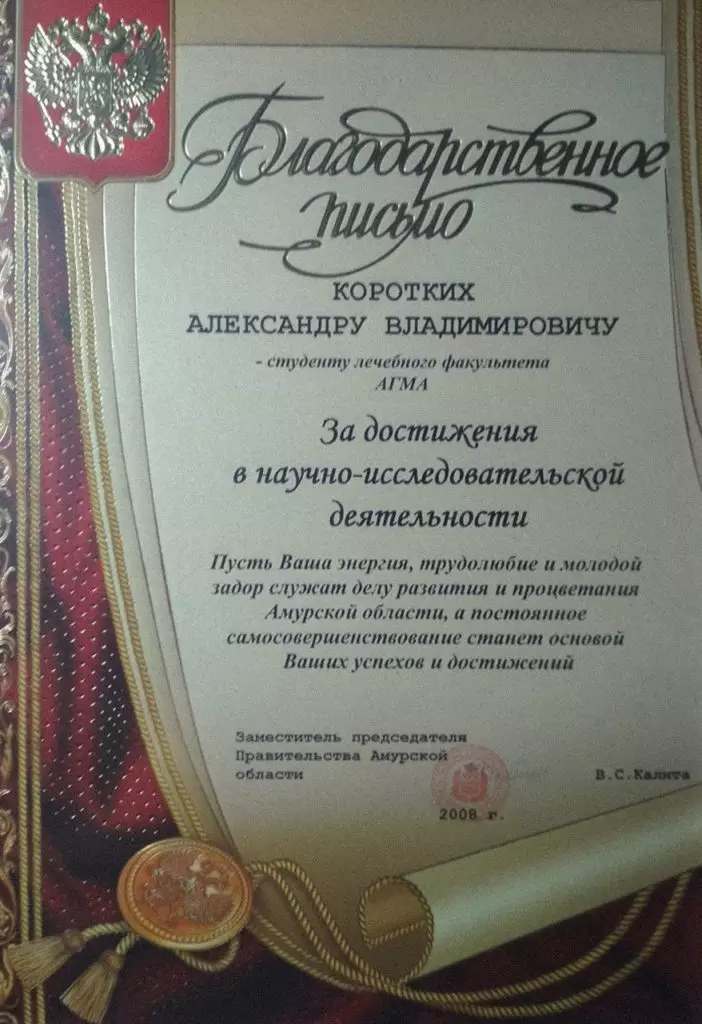 Благодарственное
письмо
КОРОТКИХ
АЛЕКСАНДРУ ВЛАДИМИРОВИЧУ
- студенту лечебного факультета
АГМА
За достижения
в научно-исследовательской
деятельности
Пусть Ваша энергия, трудолюбие и молодой
задор служат делу развития и процветания
Амурской области, а постоянное
самосовершенствование станет основой
Ваших успехов и достижений
Заместитель председателя
Правительства Амурской
области В.С.Калита
2008 г.